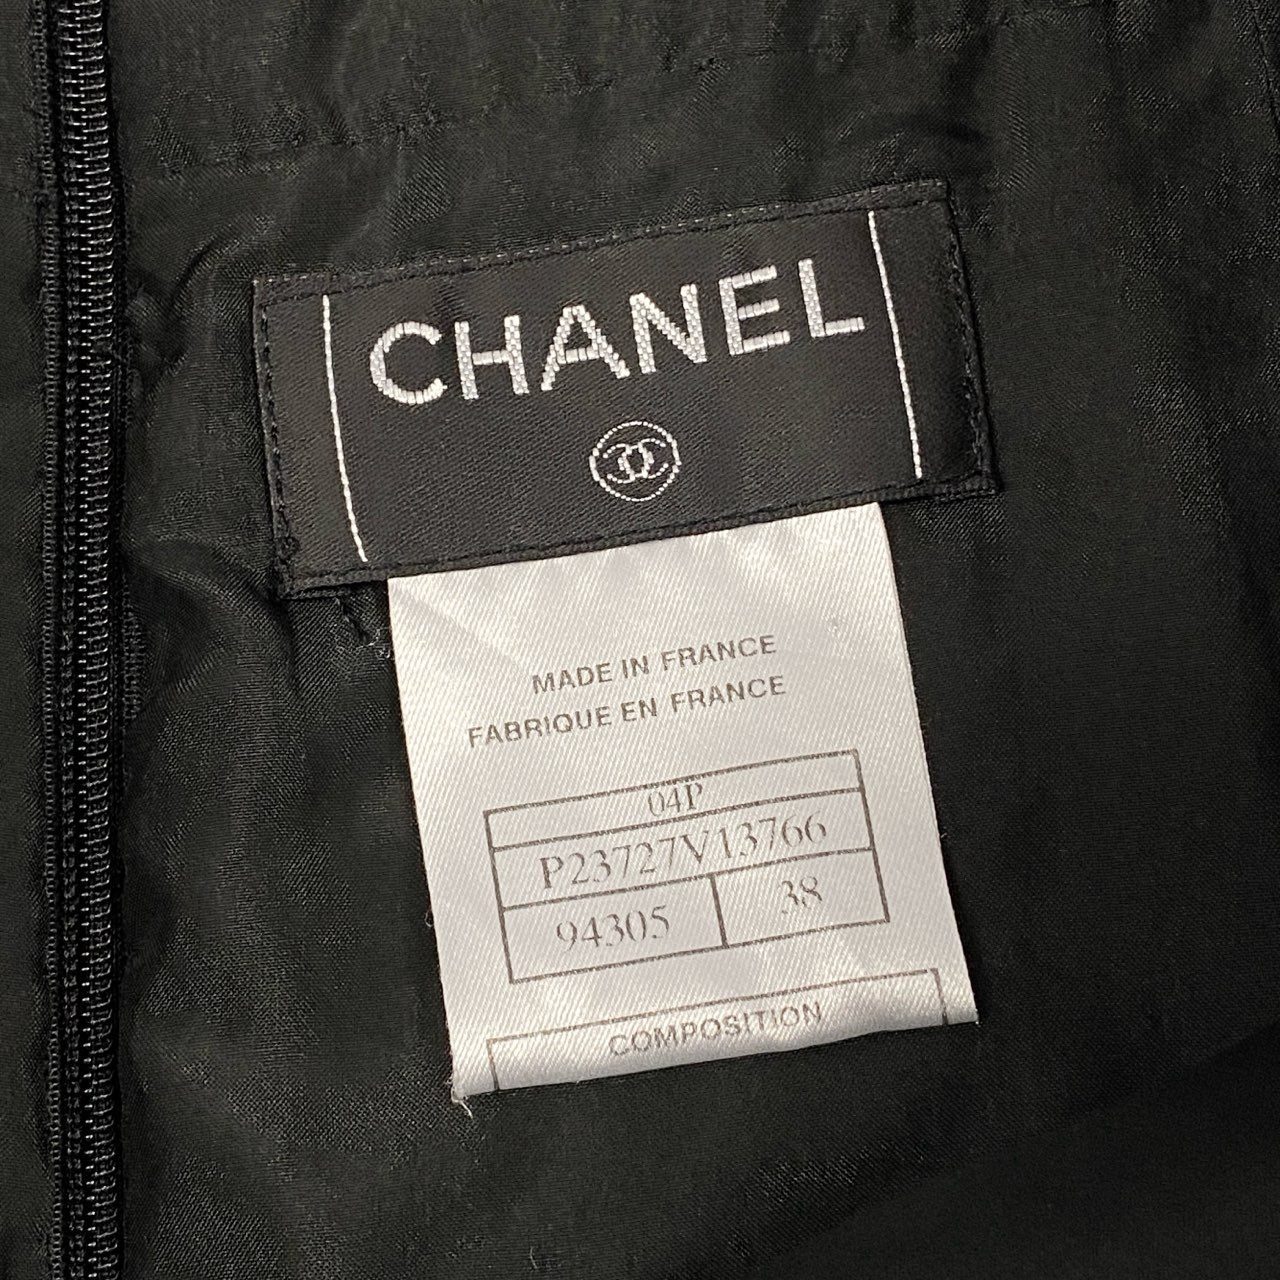 CHANEL
MADE IN FRANCE
FABRIQUE EN FRANCE
04P
P23727V13766
94305 38
COMPOSITION